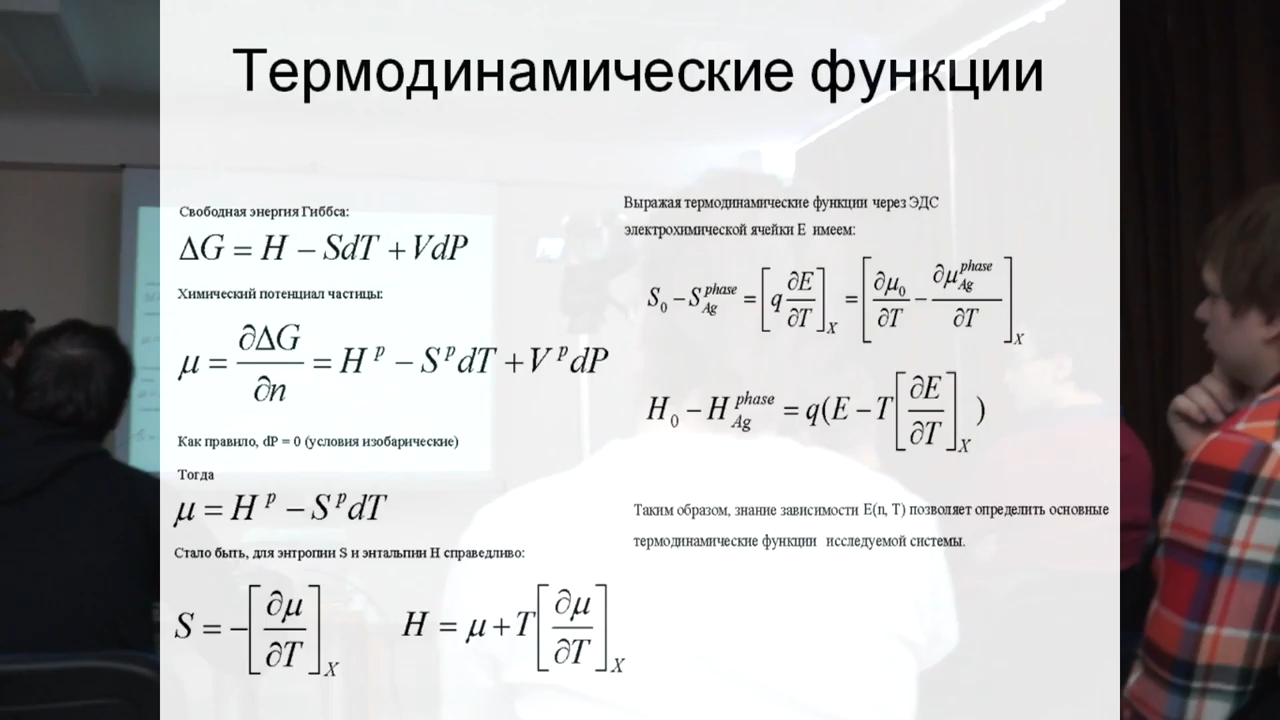 Термодинамические функции
Свободная энергия Гиббса:
ΔG = H − SdT + VdP
Химический потенциал частицы:
μ = ∂ΔG/∂n = H^p − S^p dT + V^p dP
Как правило, dP = 0 (условия изобарические)
Тогда
μ = H^p − S^p dT
Стало быть, для энтропии S и энтальпии H справедливо:
S = −[∂μ/∂T]_X H = μ + T[∂μ/∂T]_X
Выражая термодинамические функции через ЭДС
электрохимической ячейки E имеем:
S_0 − S_Ag^phase = [q ∂E/∂T]_X = [∂μ_0/∂T − ∂μ_Ag^phase/∂T]_X
H_0 − H_Ag^phase = q(E − T[∂E/∂T]_X)
Таким образом, знание зависимости E(n, T) позволяет определить основные
термодинамические функции исследуемой системы.